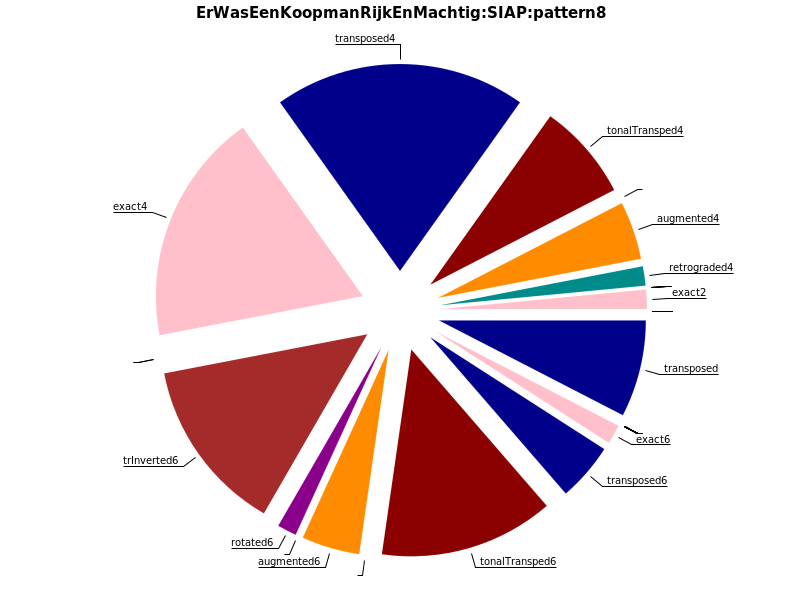 ErWasEenKoopmanRijkEnMachtig:SIAP:pattern8
transposed4
tonalTransped4
exact4
augmented4
retrograded4
exact2
transposed
exact6
transposed6
trInverted6
rotated6
augmented6
tonalTransped6